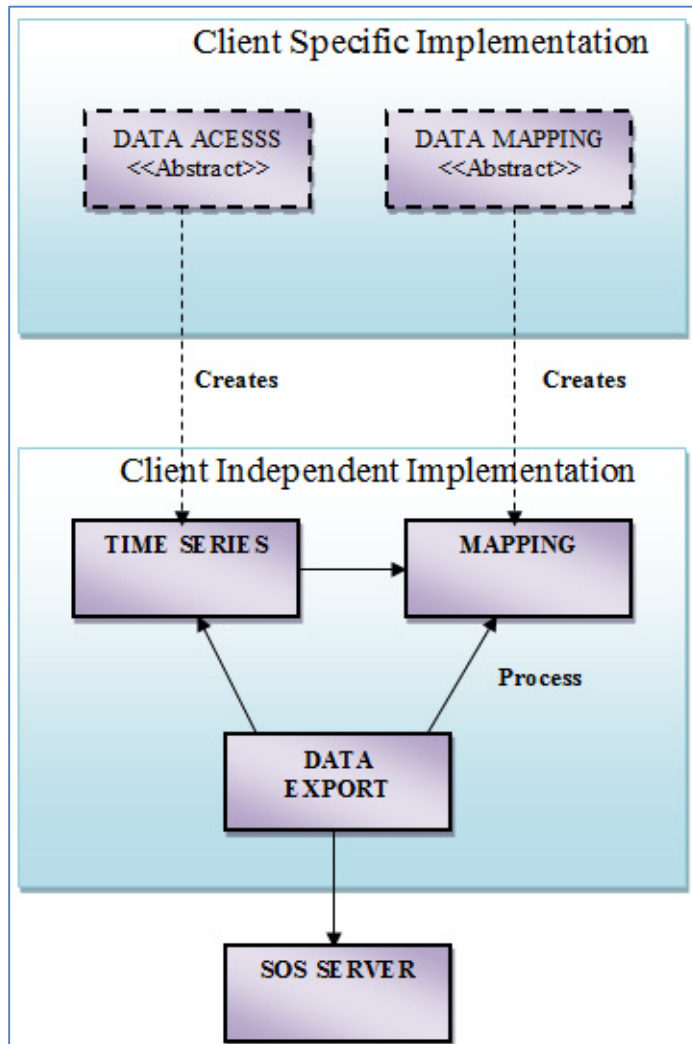 Client Specific Implementation
DATA ACESSS
<<Abstract>>
DATA MAPPING
<<Abstract>>
Creates
Creates
Client Independent Implementation
TIME SERIES
MAPPING
Process
DATA
EXPORT
SOS SERVER